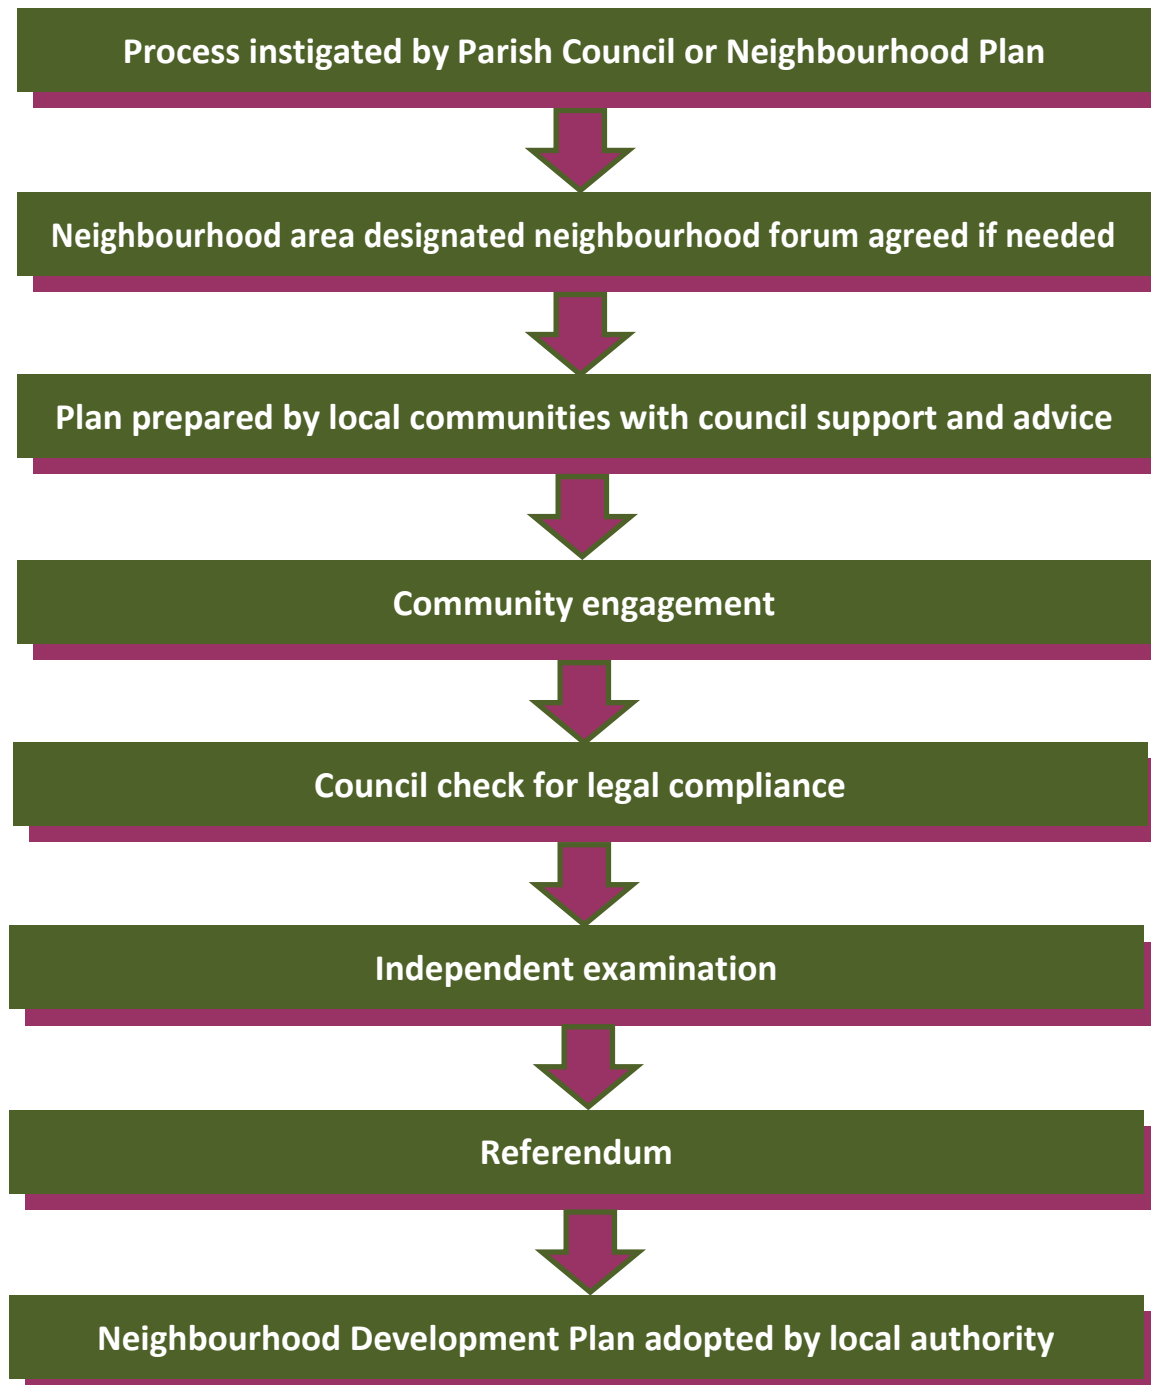 Process instigated by Parish Council or Neighbourhood Plan
Neighbourhood area designated neighbourhood forum agreed if needed
Plan prepared by local communities with council support and advice
Community engagement
Council check for legal compliance
Independent examination
Referendum
Neighbourhood Development Plan adopted by local authority